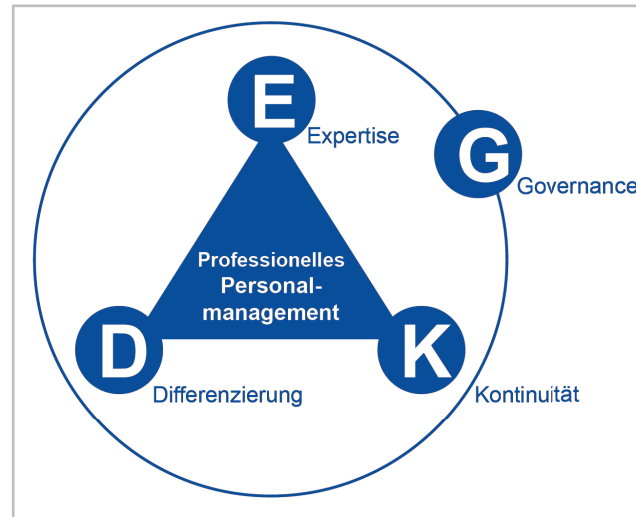 E
Expertise
G
Governance
Professionelles
Personal-
management
D
Differenzierung
K
Kontinuität